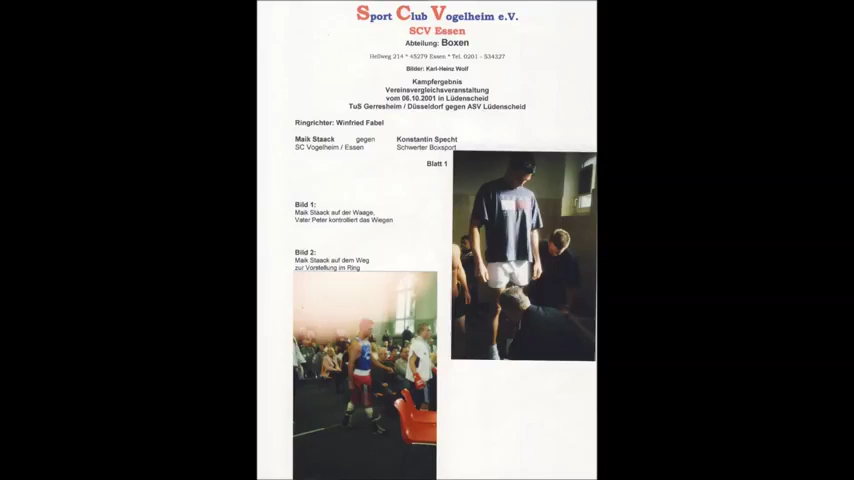 Sport Club Vogelheim e.V.
SCV Essen
Abteilung: Boxen
Hellweg 214 * 45279 Essen * Tel. 0201 - 534327
Bilder: Karl-Heinz Wolf
Kampfergebnis
Vereinsvergleichsveranstaltung
vom 06.10.2001 in Lüdenscheid
TuS Gerresheim / Düsseldorf gegen ASV Lüdenscheid
Ringrichter: Winfried Fabel
Maik Staack gegen Konstantin Specht
SC Vogelheim / Essen Schwerter Boxsport
Blatt 1
Bild 1:
Maik Staack auf der Waage,
Vater Peter kontrolliert das Wiegen
Bild 2:
Maik Staack auf dem Weg
zur Vorstellung im Ring